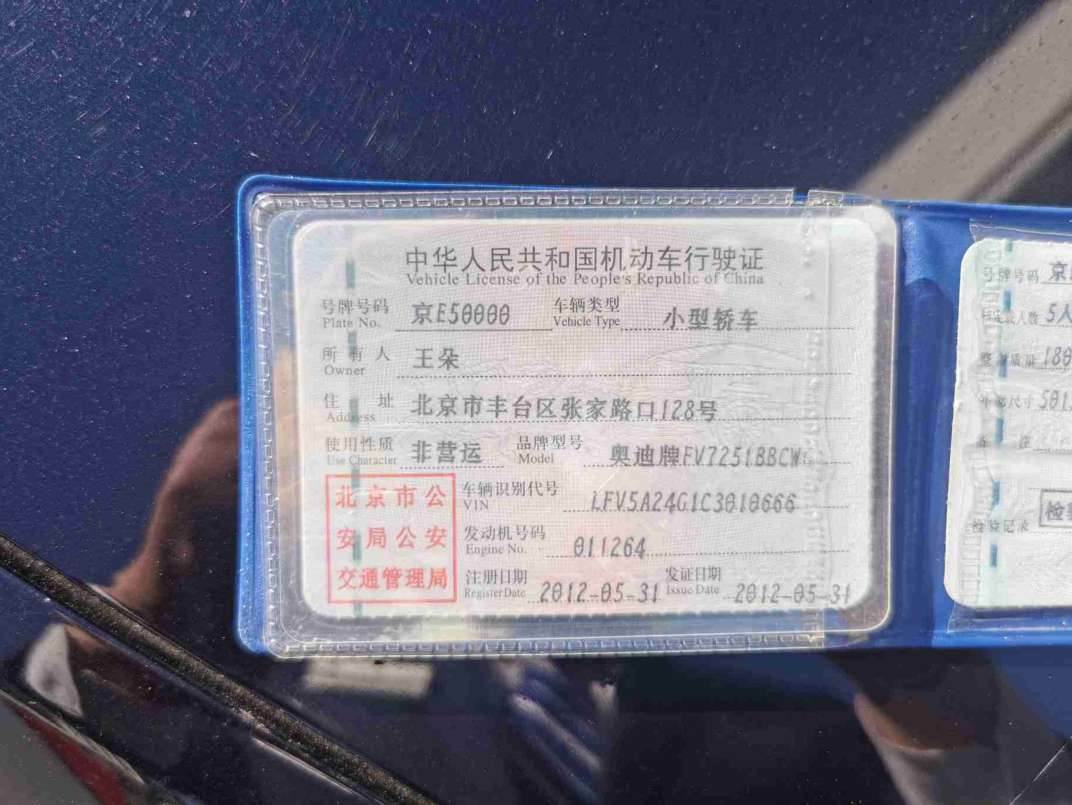 中华人民共和国机动车行驶证
Vehicle License of the People's Republic of China
号牌号码 京E50000 车辆类型 小型轿车
Plate No. Vehicle Type
所有人 王朵
Owner
住址 北京市丰台区张家路口128号
Address
使用性质 非营运 品牌型号 奥迪牌FV7251BBCWG
Use Character Model
北京市公
安局公安
交通管理局
车辆识别代号 LFV5A24G1C3010666
VIN
发动机号码 011264
Engine No.
注册日期 2012-05-31 发证日期 2012-05-31
Register Date Issue Date
号牌号码 京
5人
180
501
检验记录
检